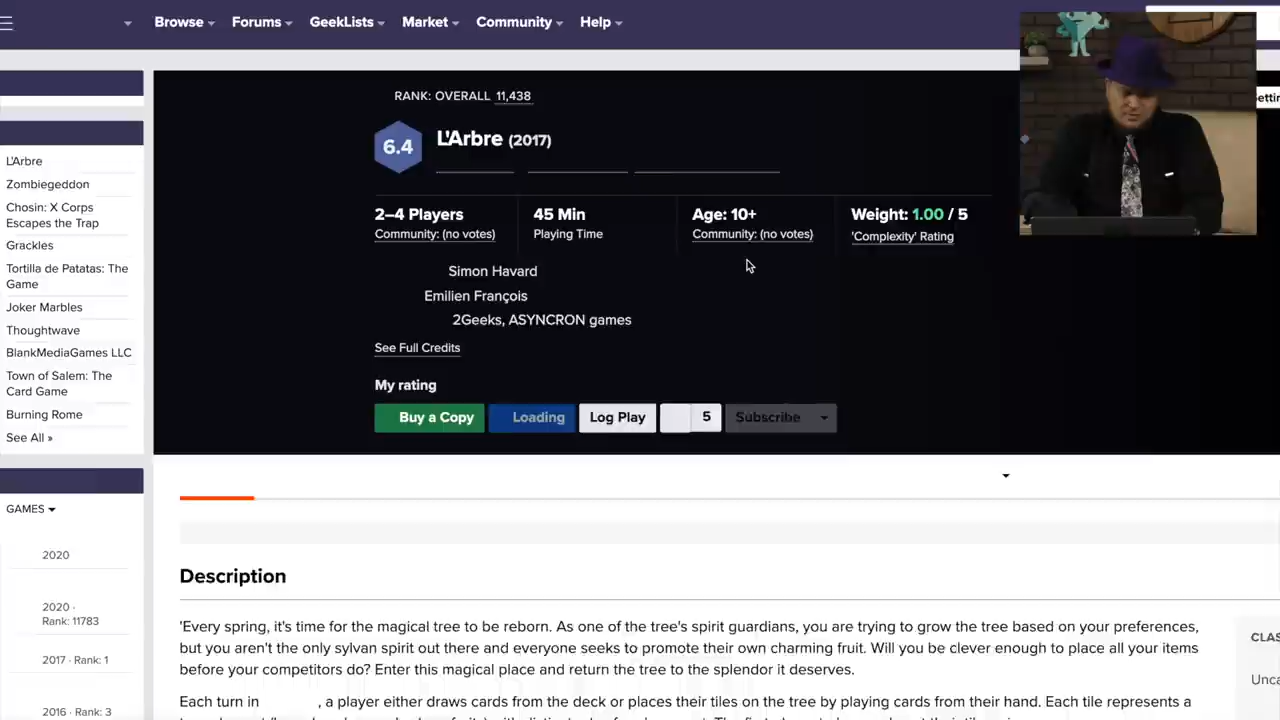 Browse Forums GeekLists Market Community Help
RANK: OVERALL 11,438
6.4
L'Arbre (2017)
2–4 Players
Community: (no votes)
45 Min
Playing Time
Age: 10+
Community: (no votes)
Weight: 1.00 / 5
'Complexity' Rating
Simon Havard
Emilien François
2Geeks, ASYNCRON games
See Full Credits
My rating
Buy a Copy
Loading
Log Play
5
Subscribe
L'Arbre
Zombiegeddon
Chosin: X Corps
Escapes the Trap
Grackles
Tortilla de Patatas: The
Game
Joker Marbles
Thoughtwave
BlankMediaGames LLC
Town of Salem: The
Card Game
Burning Rome
See All »
GAMES
2020
2020 ·
Rank: 11783
2017 · Rank: 1
2016 · Rank: 3
Description
'Every spring, it's time for the magical tree to be reborn. As one of the tree's spirit guardians, you are trying to grow the tree based on your preferences,
but you aren't the only sylvan spirit out there and everyone seeks to promote their own charming fruit. Will you be clever enough to place all your items
before your competitors do? Enter this magical place and return the tree to the splendor it deserves.
Each turn in , a player either draws cards from the deck or places their tiles on the tree by playing cards from their hand. Each tile represents a